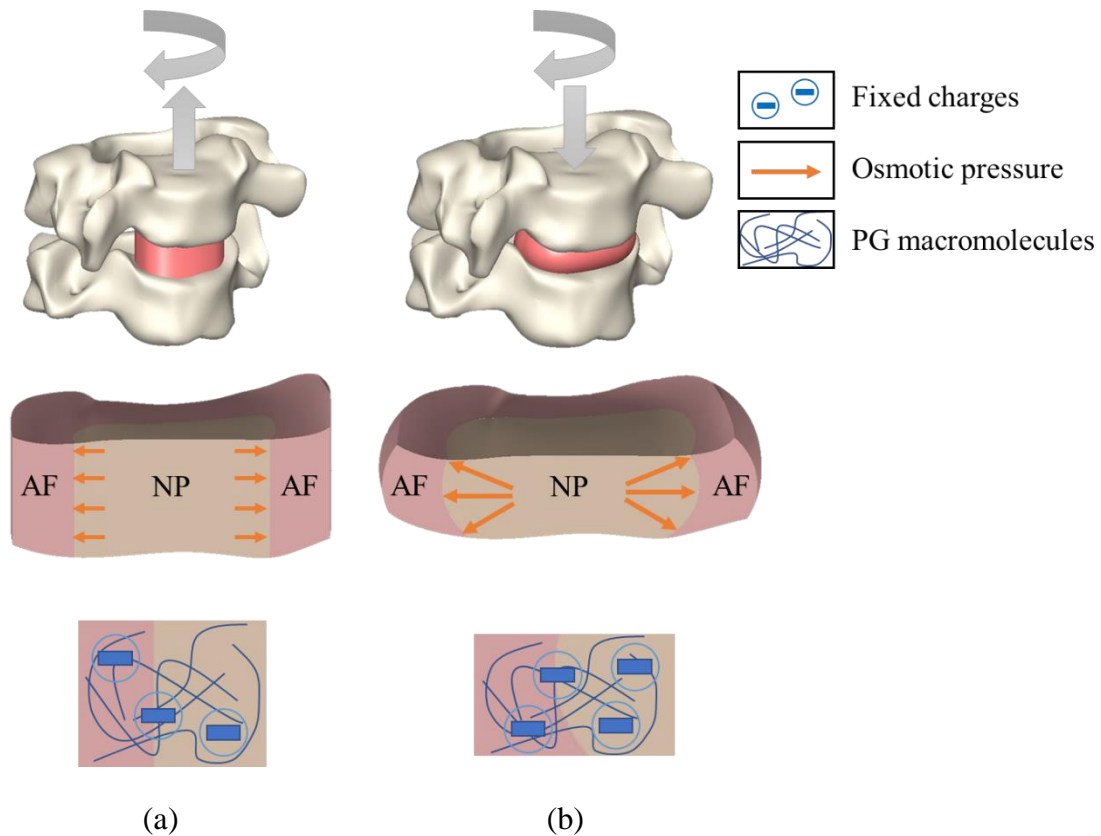 Fixed charges
Osmotic pressure
PG macromolecules
AF NP AF
AF NP AF
(a) (b)